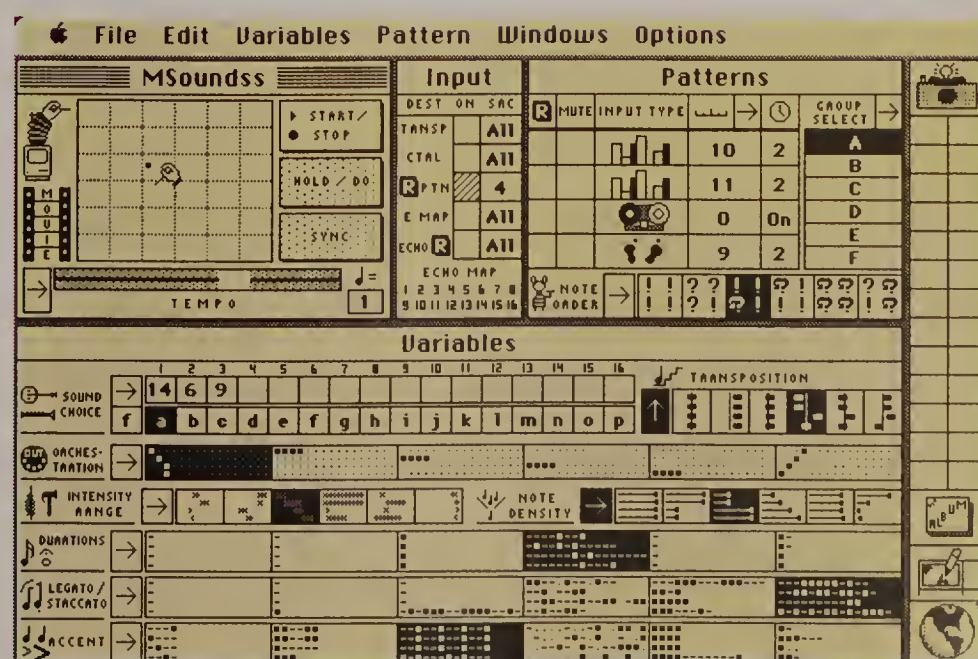 File Edit Variables Pattern Windows Options
MSoundss
START/
STOP
HOLD / DO
SYNC
MOVIE
TEMPO
1
Input
DEST ON SRC
TRNSP All
CTRL All
R PTN 4
E MAP All
ECHO R All
ECHO MAP
1 2 3 4 5 6 7 8
9 10 11 12 13 14 15 16
Patterns
R MUTE INPUT TYPE
GROUP
SELECT
10 2
11 2
0 On
9 2
A
B
C
D
E
F
NOTE
ORDER
Variables
1 2 3 4 5 6 7 8 9 10 11 12 13 14 15 16
SOUND
CHOICE
14 6 9
f a b c d e f g h i j k l m n o p
TRANSPOSITION
ORCHES-
TRATION
INTENSITY
RANGE
NOTE
DENSITY
DURATIONS
LEGATO /
STACCATO
ACCENT
ALBUM